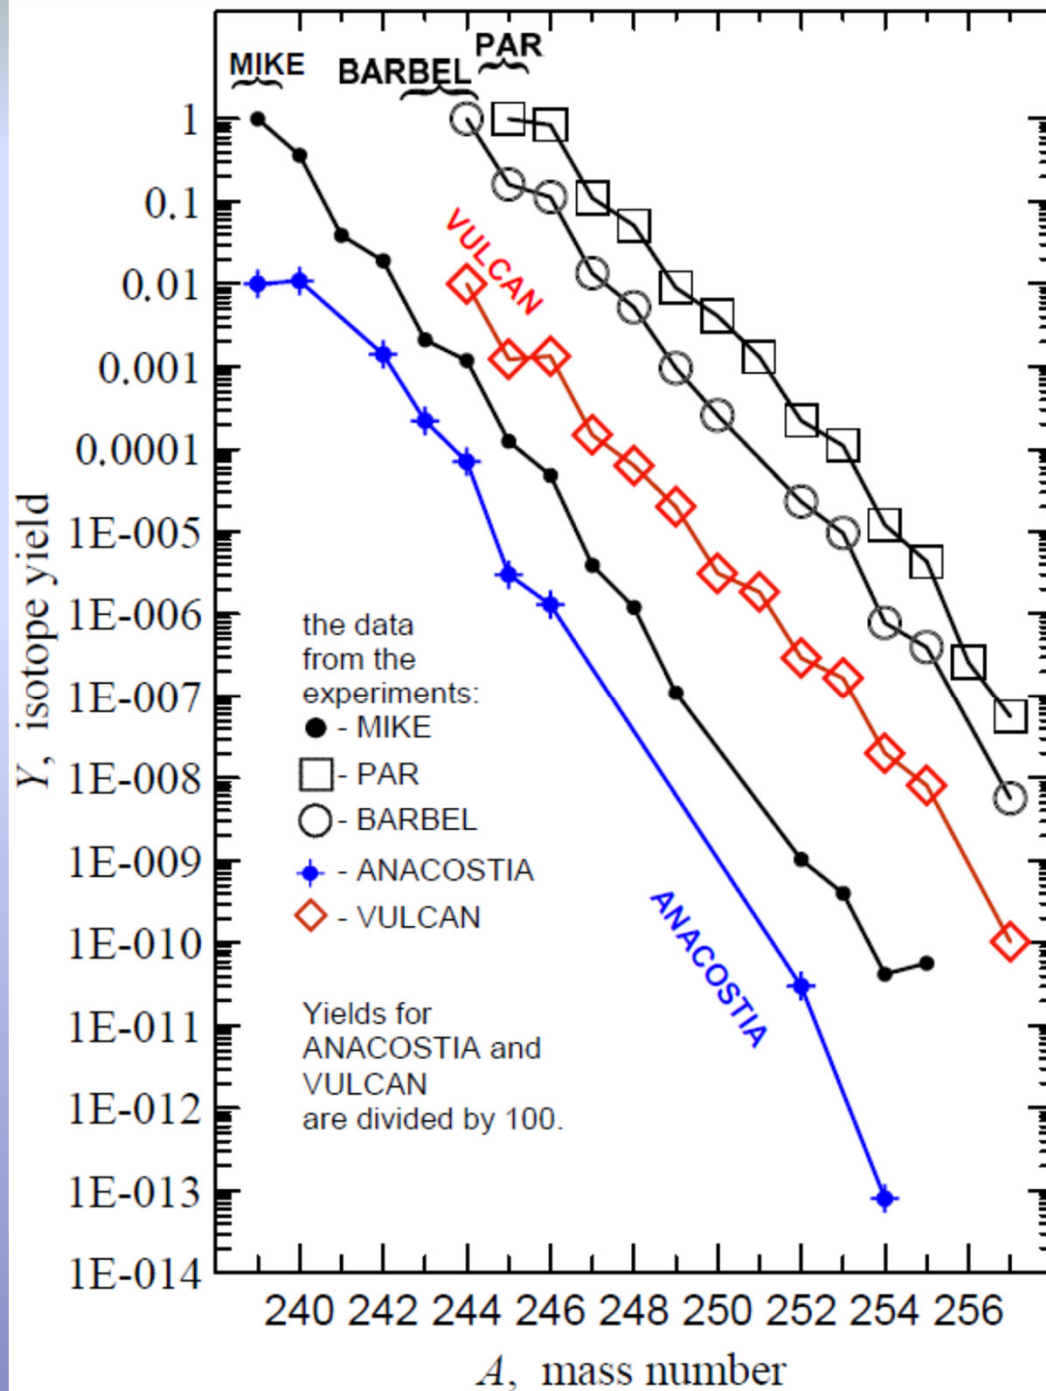 PAR
MIKE
BARBEL
1
0.1
0.01
0.001
0.0001
1E-005
1E-006
1E-007
1E-008
1E-009
1E-010
1E-011
1E-012
1E-013
1E-014
Y, isotope yield
VULCAN
the data
from the
experiments:
- MIKE
- PAR
- BARBEL
- ANACOSTIA
- VULCAN
ANACOSTIA
Yields for
ANACOSTIA and
VULCAN
are divided by 100.
240 242 244 246 248 250 252 254 256
A, mass number